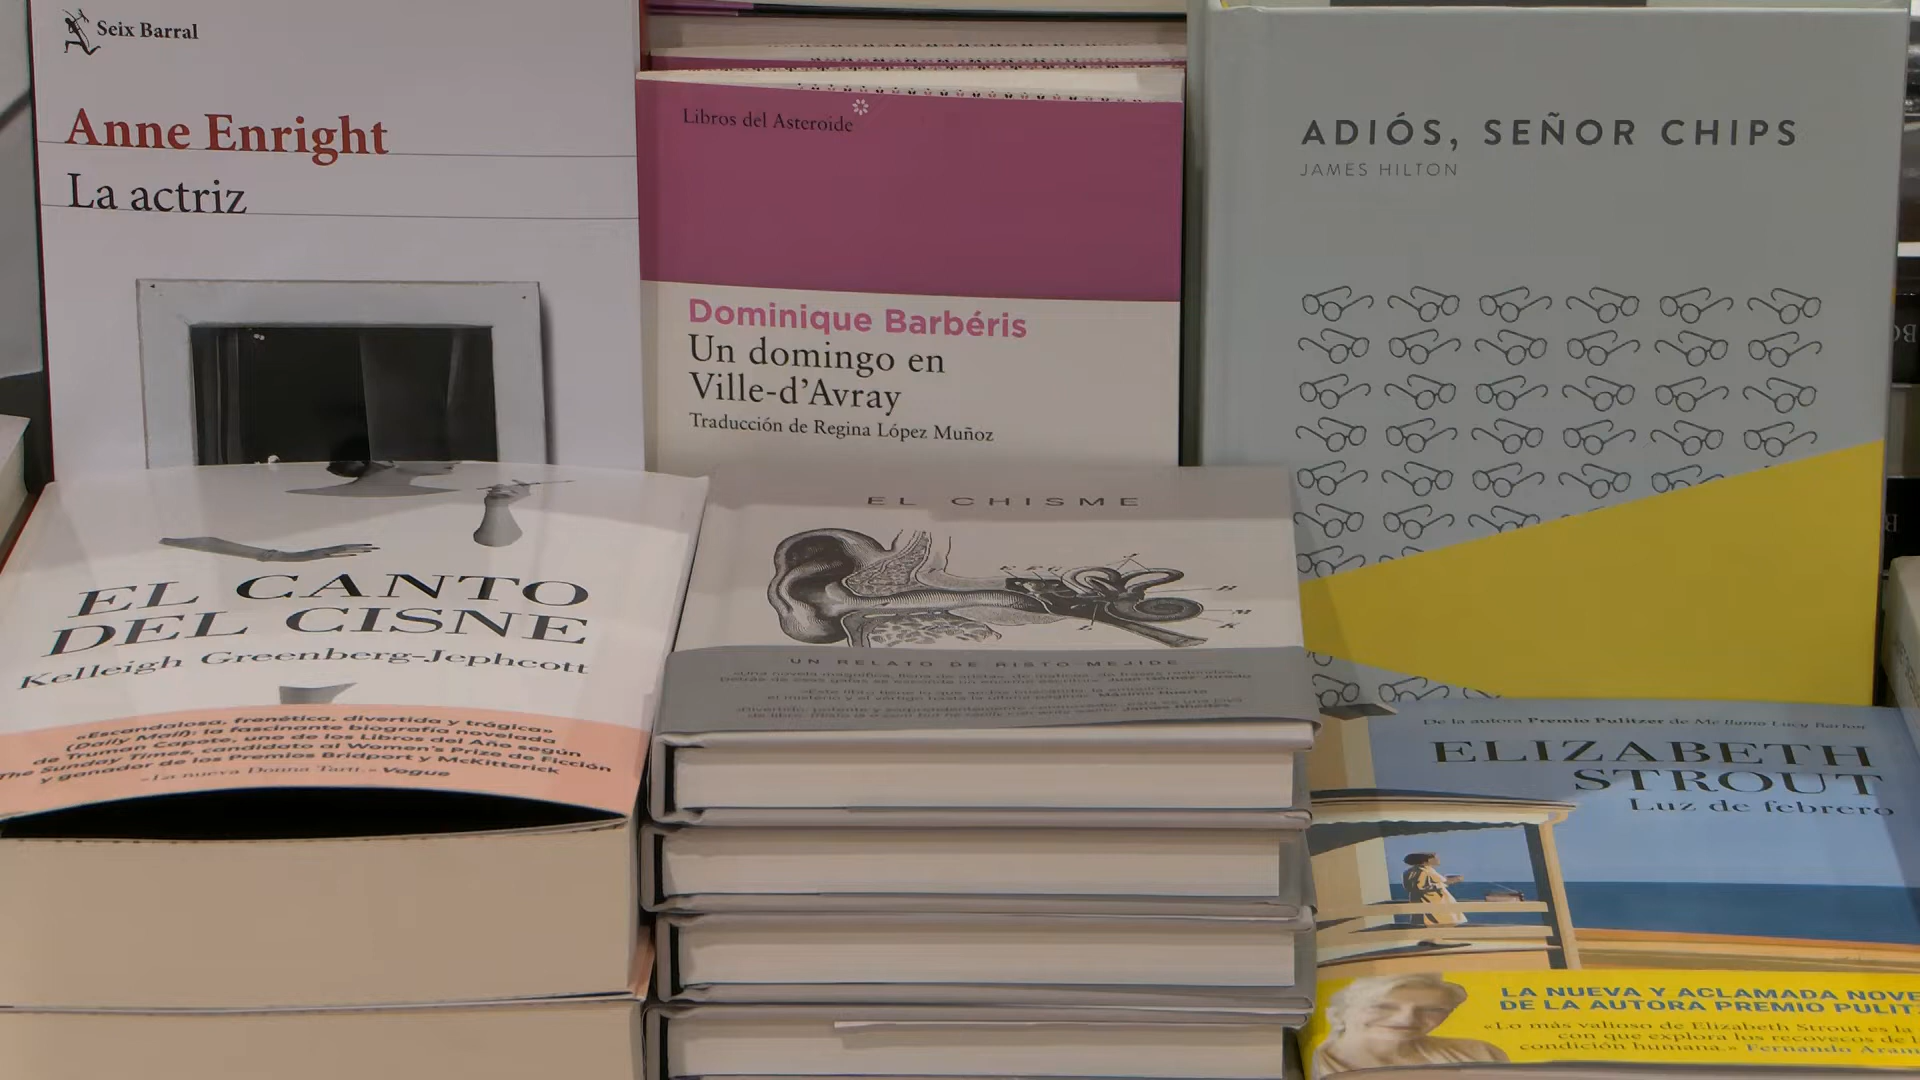 Seix Barral
Anne Enright
La actriz
Libros del Asteroide
Dominique Barbéris
Un domingo en
Ville-d'Avray
Traducción de Regina López Muñoz
ADIÓS, SEÑOR CHIPS
JAMES HILTON
EL CANTO
DEL CISNE
Kelleigh Greenberg-Jephcott
«Escandalosa, frenética, divertida y trágica»
(Daily Mail); la fascinante biografía novelada
de Truman Capote, uno de los Libros del Año según
The Sunday Times, candidato al Women's Prize de Ficción
y ganador de los Premios Bridport y McKitterick
«La nueva Donna Tartt.» Vogue
EL CHISME
UN RELATO DE RISTO MEJIDE
De la autora Premio Pulitzer de Me llamo Lucy Barton
ELIZABETH
STROUT
Luz de febrero
LA NUEVA Y ACLAMADA NOVE
DE LA AUTORA PREMIO PULIT
«Lo más valioso de Elizabeth Strout es la
con que explora los recovecos de l
condición humana.» Fernando Aram